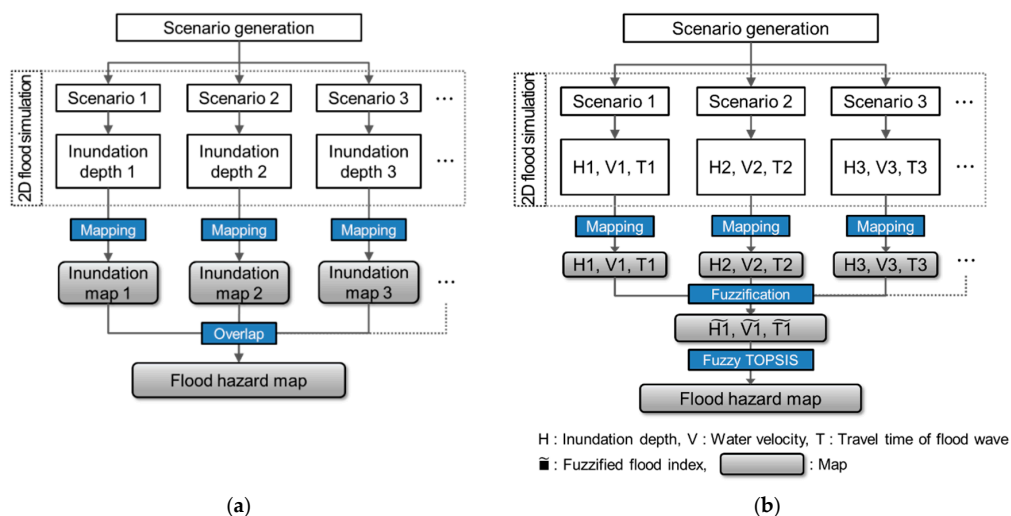 Scenario generation
2D flood simulation
Scenario 1
Scenario 2
Scenario 3
...
Inundation
depth 1
Inundation
depth 2
Inundation
depth 3
...
Mapping
Mapping
Mapping
Inundation
map 1
Inundation
map 2
Inundation
map 3
...
Overlap
Flood hazard map
(a)
Scenario generation
2D flood simulation
Scenario 1
Scenario 2
Scenario 3
...
H1, V1, T1
H2, V2, T2
H3, V3, T3
...
Mapping
Mapping
Mapping
H1, V1, T1
H2, V2, T2
H3, V3, T3
...
Fuzzification
H̃1, Ṽ1, T̃1
Fuzzy TOPSIS
Flood hazard map
H : Inundation depth, V : Water velocity, T : Travel time of flood wave
■̃ : Fuzzified flood index, : Map
(b)